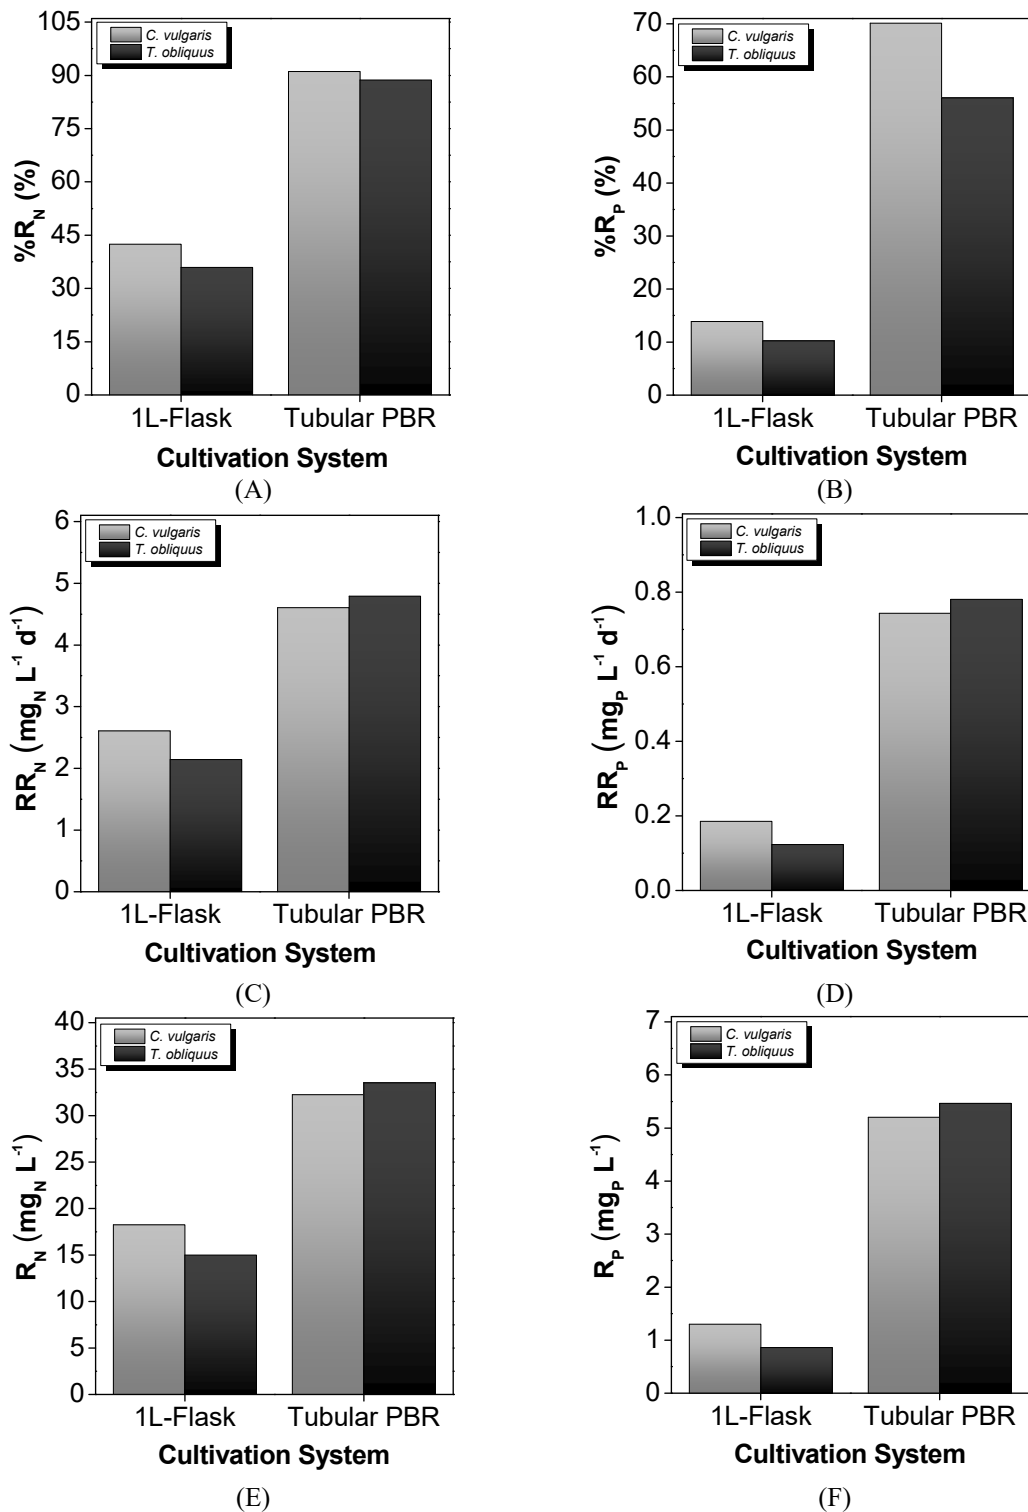 105
90
75
60
45
30
15
0
%R_N (%)
C. vulgaris
T. obliquus
1L-Flask Tubular PBR
Cultivation System
(A)
70
60
50
40
30
20
10
0
%R_P (%)
C. vulgaris
T. obliquus
1L-Flask Tubular PBR
Cultivation System
(B)
6
5
4
3
2
1
0
RR_N (mg_N L^-1 d^-1)
C. vulgaris
T. obliquus
1L-Flask Tubular PBR
Cultivation System
(C)
1.0
0.8
0.6
0.4
0.2
0.0
RR_P (mg_P L^-1 d^-1)
C. vulgaris
T. obliquus
1L-Flask Tubular PBR
Cultivation System
(D)
40
35
30
25
20
15
10
5
0
R_N (mg_N L^-1)
C. vulgaris
T. obliquus
1L-Flask Tubular PBR
Cultivation System
(E)
7
6
5
4
3
2
1
0
R_P (mg_P L^-1)
C. vulgaris
T. obliquus
1L-Flask Tubular PBR
Cultivation System
(F)